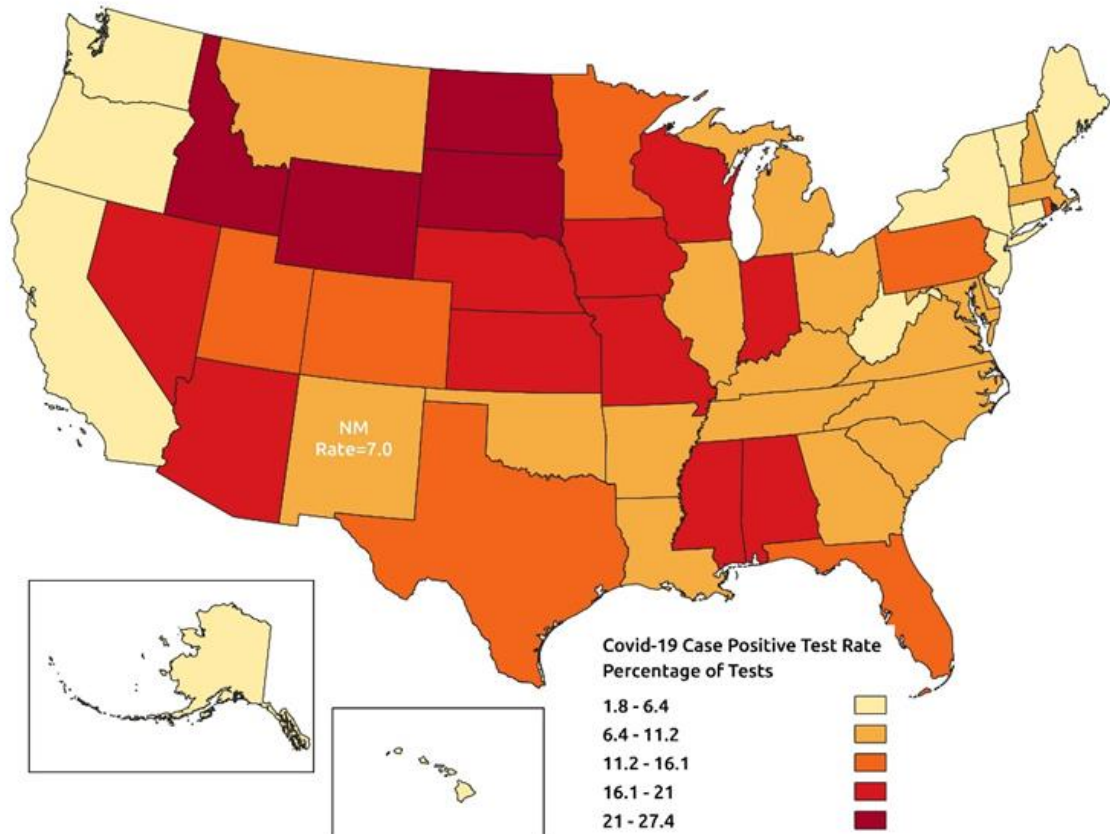 NM
Rate=7.0
Covid-19 Case Positive Test Rate
Percentage of Tests
1.8 - 6.4
6.4 - 11.2
11.2 - 16.1
16.1 - 21
21 - 27.4